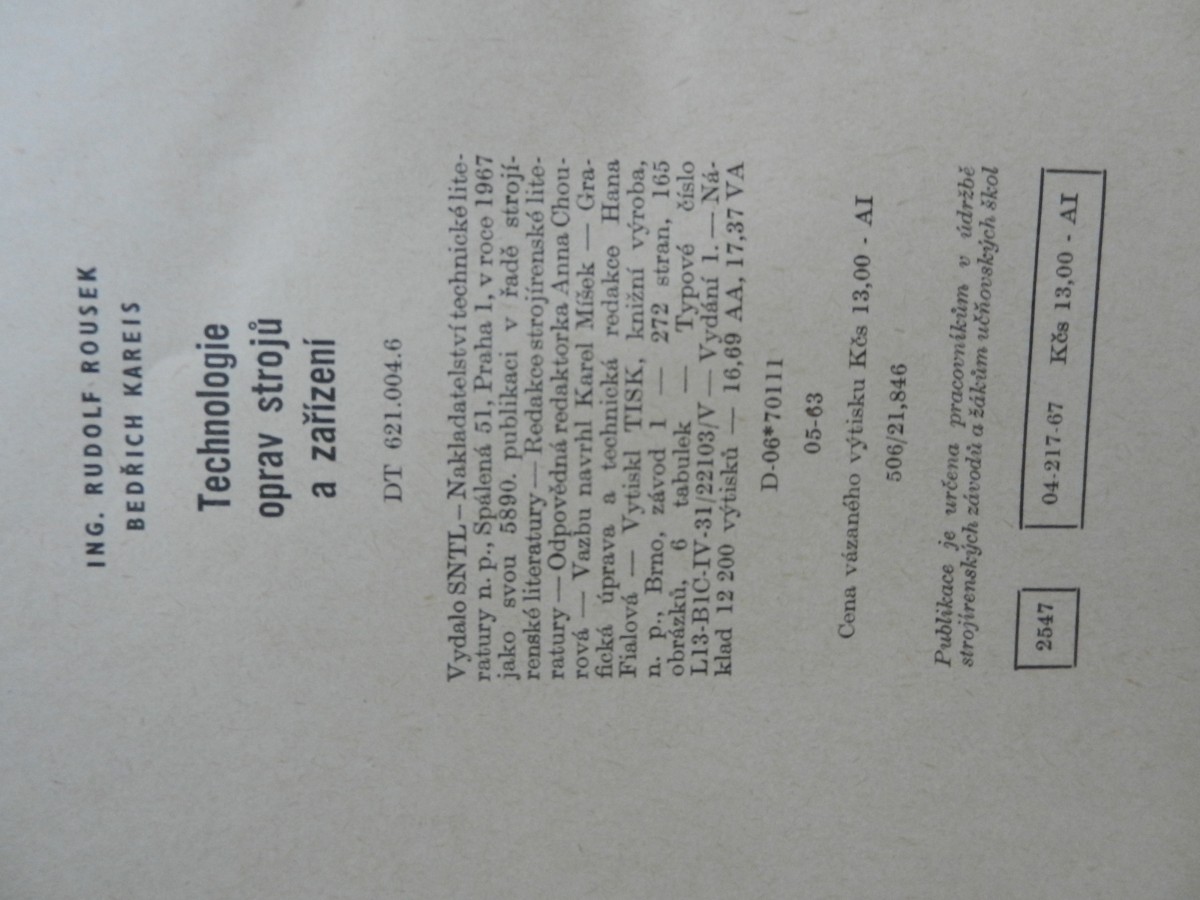 ING. RUDOLF ROUSEK
BEDŘICH KAREIS
Technologie
oprav strojů
a zařízení
DT 621.004.6
Vydalo SNTL — Nakladatelství technické lite-
ratury n. p., Spálená 51, Praha 1, v roce 1967
jako svou 5890. publikaci v řadě strojí-
renské literatury — Redakce strojírenské lite-
ratury — Odpovědná redaktorka Anna Chou-
rová — Vazbu navrhl Karel Míšek — Gra-
fická úprava a technická redakce Hana
Fialová — Vytiskl TISK, knižní výroba,
n. p., Brno, závod 1 — 272 stran, 165
obrázků, 6 tabulek — Typové číslo
L13-B1C-IV-31/22103/V — Vydání 1. — Ná-
klad 12 200 výtisků — 16,69 AA, 17,37 VA
D-06*70111
05-63
Cena vázaného výtisku Kčs 13,00 - AI
506/21,846
Publikace je určena pracovníkům v údržbě
strojírenských závodů a žákům učňovských škol
2547 04-217-67 Kčs 13,00 - AI